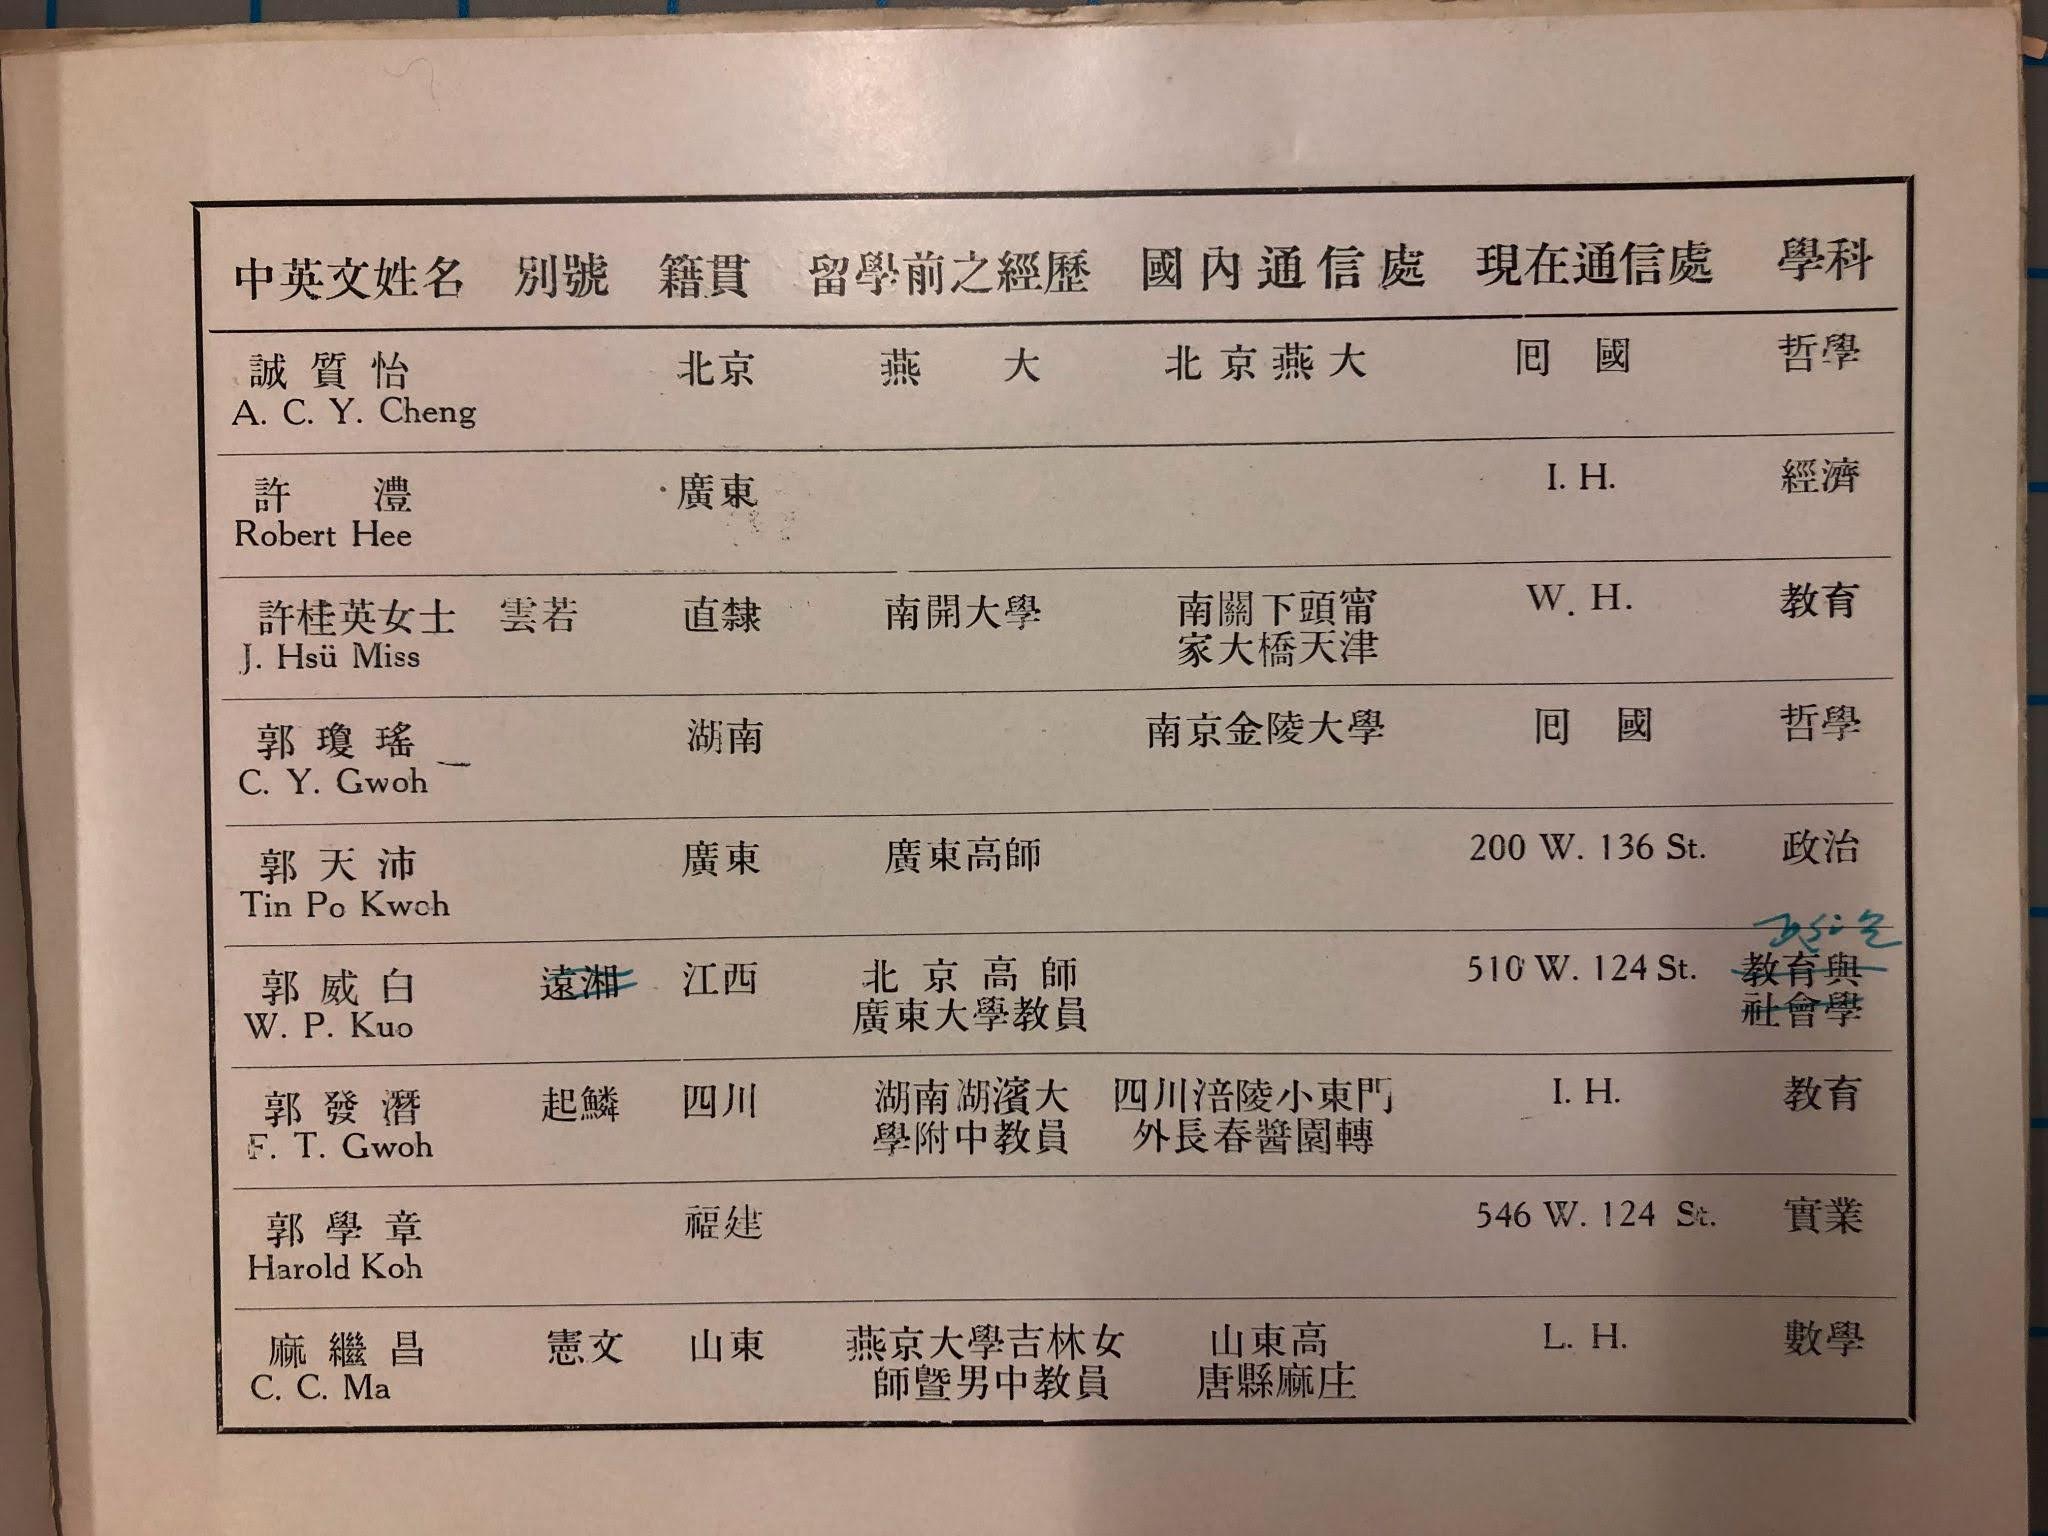 中英文姓名 別號 籍貫 留學前之經歷 國內通信處 現在通信處 學科
誠質怡 北京 燕大 北京燕大 囘國 哲學
A. C. Y. Cheng
許澧 廣東 I. H. 經濟
Robert Hee
許桂英女士 雲若 直隸 南開大學 南關下頭甯 W. H. 教育
J. Hsü Miss 家大橋天津
郭瓊瑤 湖南 南京金陵大學 囘國 哲學
C. Y. Gwoh
郭天沛 廣東 廣東高師 200 W. 136 St. 政治
Tin Po Kwoh
郭威白 遠湘 江西 北京高師 510 W. 124 St. 教育與
W. P. Kuo 廣東大學教員 社會學
郭發潛 起鱗 四川 湖南湖濱大 四川涪陵小東門 I. H. 教育
F. T. Gwoh 學附中教員 外長春醬園轉
郭學章 福建 546 W. 124 St. 實業
Harold Koh
麻繼昌 憲文 山東 燕京大學吉林女 山東高 L. H. 數學
C. C. Ma 師暨男中教員 唐縣麻庄